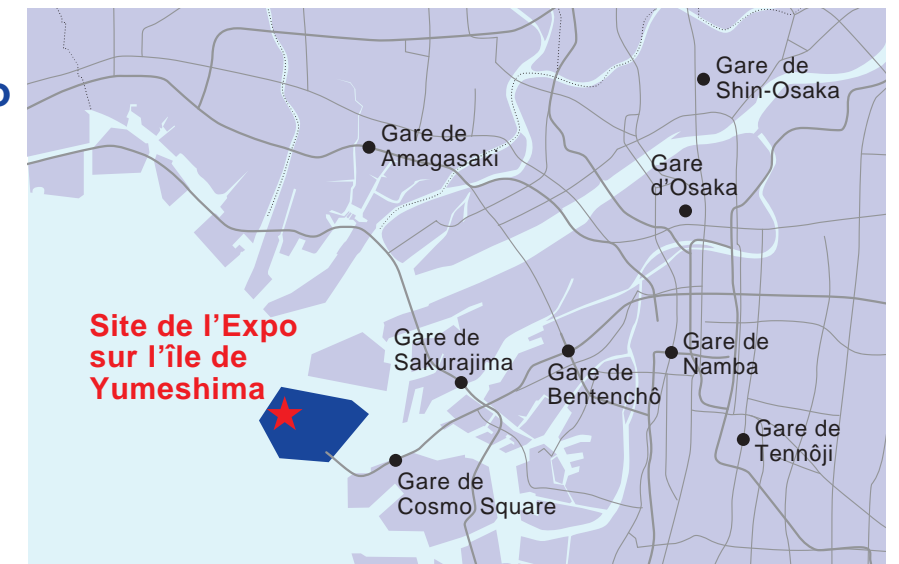 Gare de
Shin-Osaka
Gare de
Amagasaki
Gare
d’Osaka
Site de l’Expo
sur l’île de
Yumeshima
Gare de
Sakurajima
Gare de
Bentenchô
Gare de
Namba
Gare de
Tennôji
Gare de
Cosmo Square